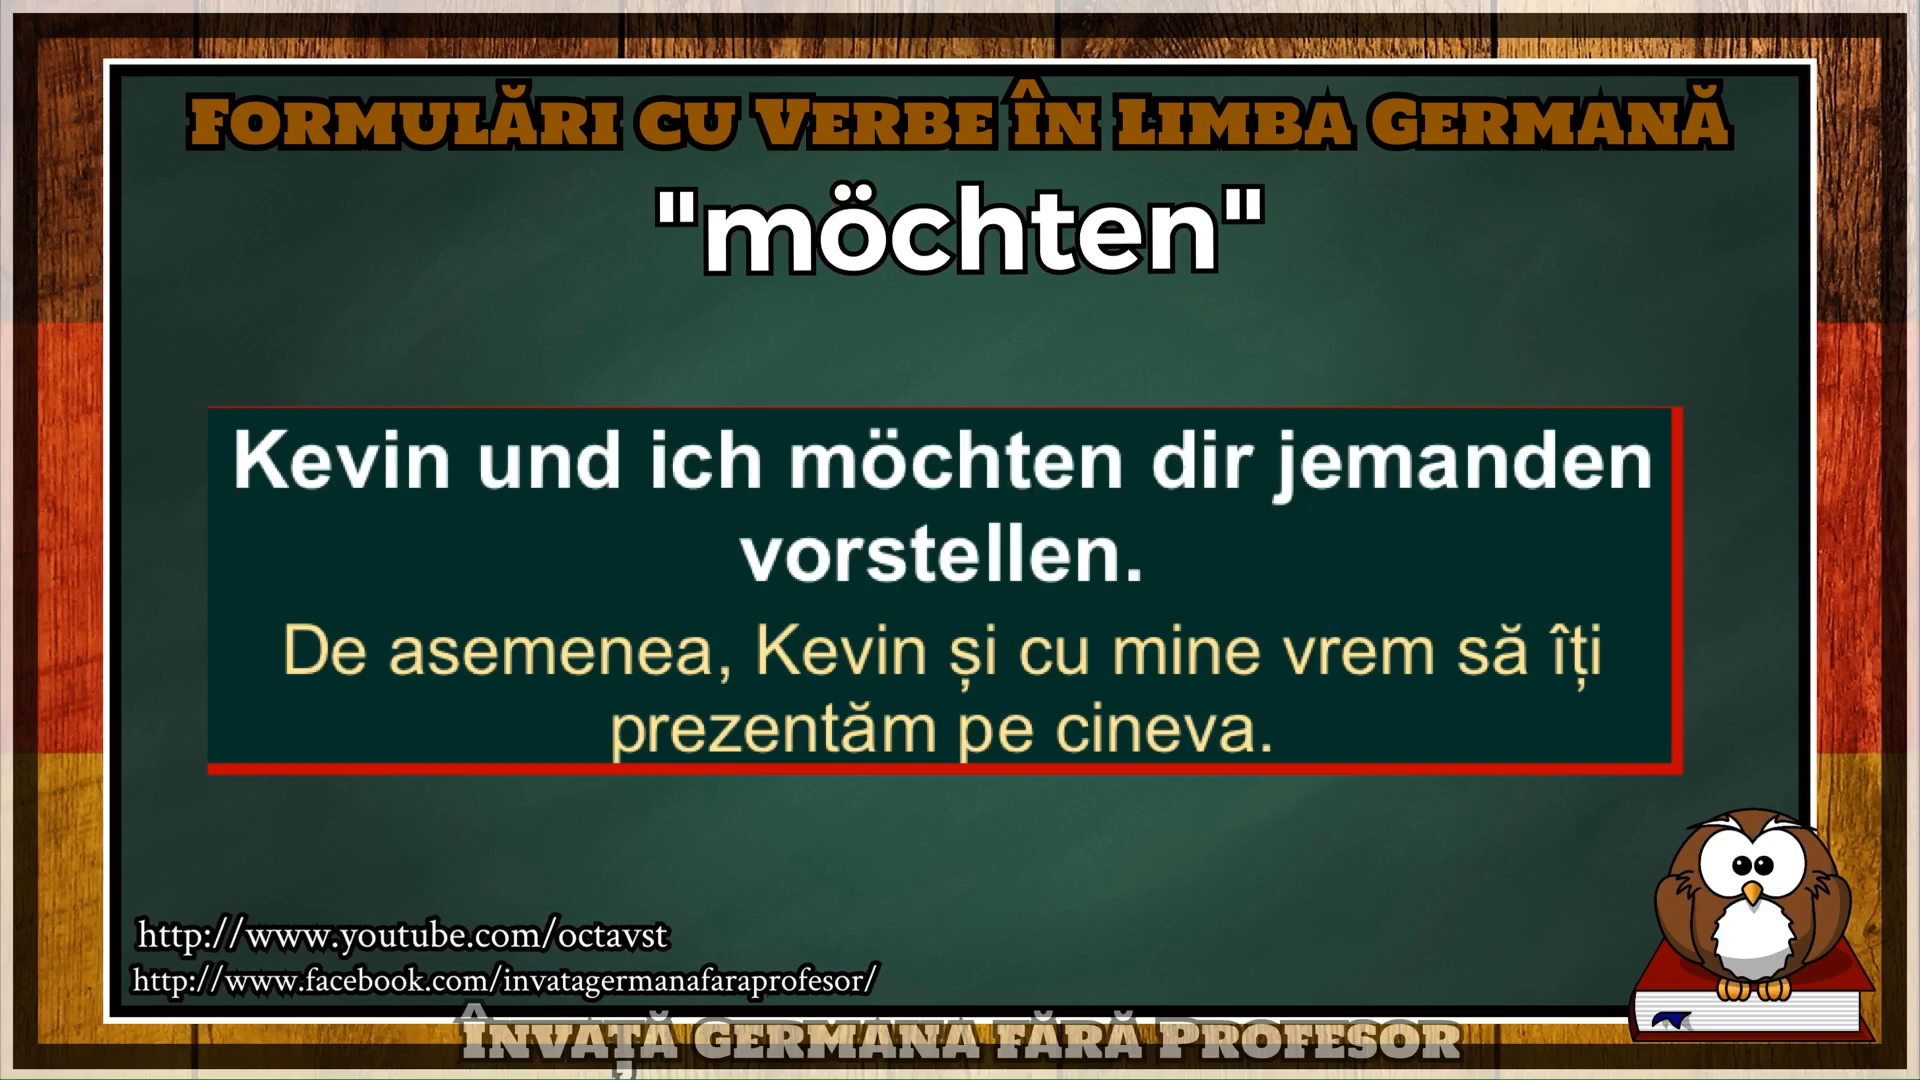 Formulări cu Verbe în Limba Germană
"möchten"
Kevin und ich möchten dir jemanden
vorstellen.
De asemenea, Kevin și cu mine vrem să îți
prezentăm pe cineva.
http://www.youtube.com/octavst
http://www.facebook.com/invatagermanafaraprofesor/
Învață Germana fără Profesor